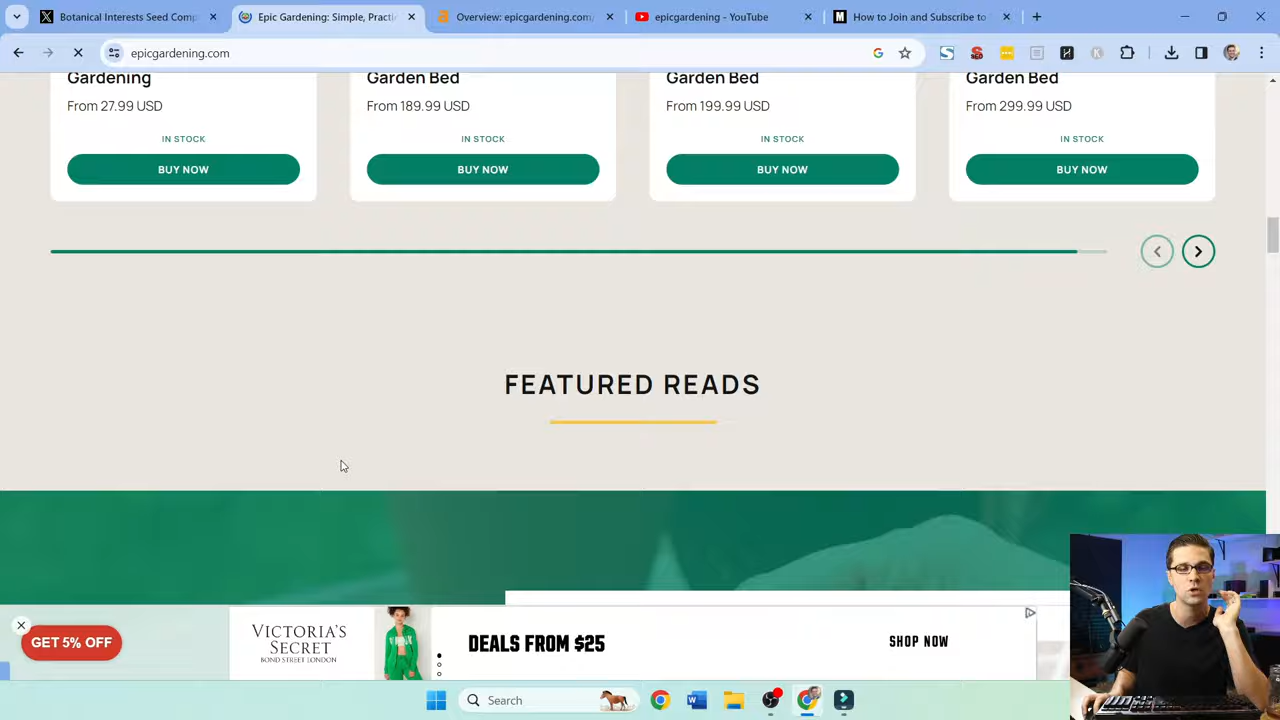 Botanical Interests Seed Comp
Epic Gardening: Simple, Practi
Overview: epicgardening.com/
epicgardening - YouTube
How to Join and Subscribe to
epicgardening.com
Gardening
Garden Bed
Garden Bed
Garden Bed
From 27.99 USD
From 189.99 USD
From 199.99 USD
From 299.99 USD
IN STOCK
IN STOCK
IN STOCK
IN STOCK
BUY NOW
BUY NOW
BUY NOW
BUY NOW
FEATURED READS
GET 5% OFF
VICTORIA'S
SECRET
BOND STREET LONDON
DEALS FROM $25
SHOP NOW
Search